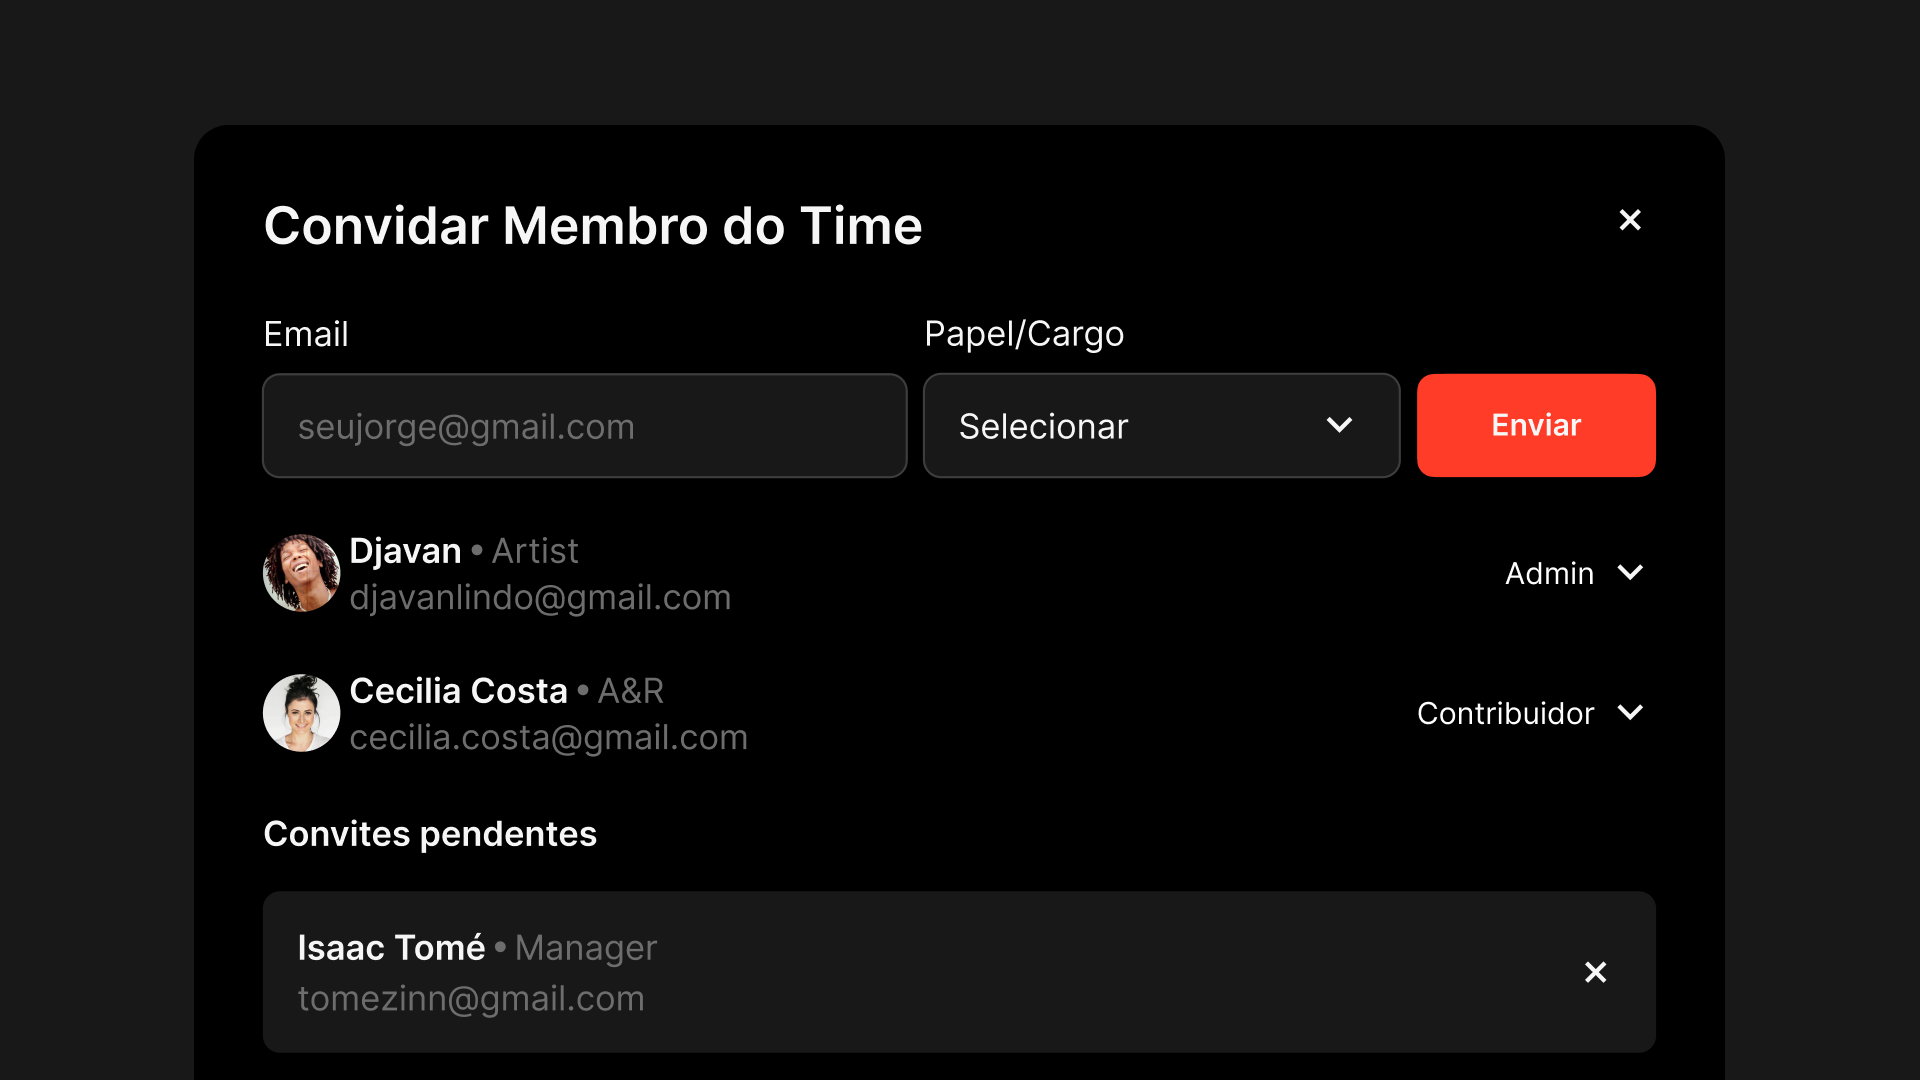 Convidar Membro do Time
Email
Papel/Cargo
seujorge@gmail.com
Selecionar
Enviar
Djavan • Artist
djavanlindo@gmail.com
Admin
Cecilia Costa • A&R
cecilia.costa@gmail.com
Contribuidor
Convites pendentes
Isaac Tomé • Manager
tomezinn@gmail.com